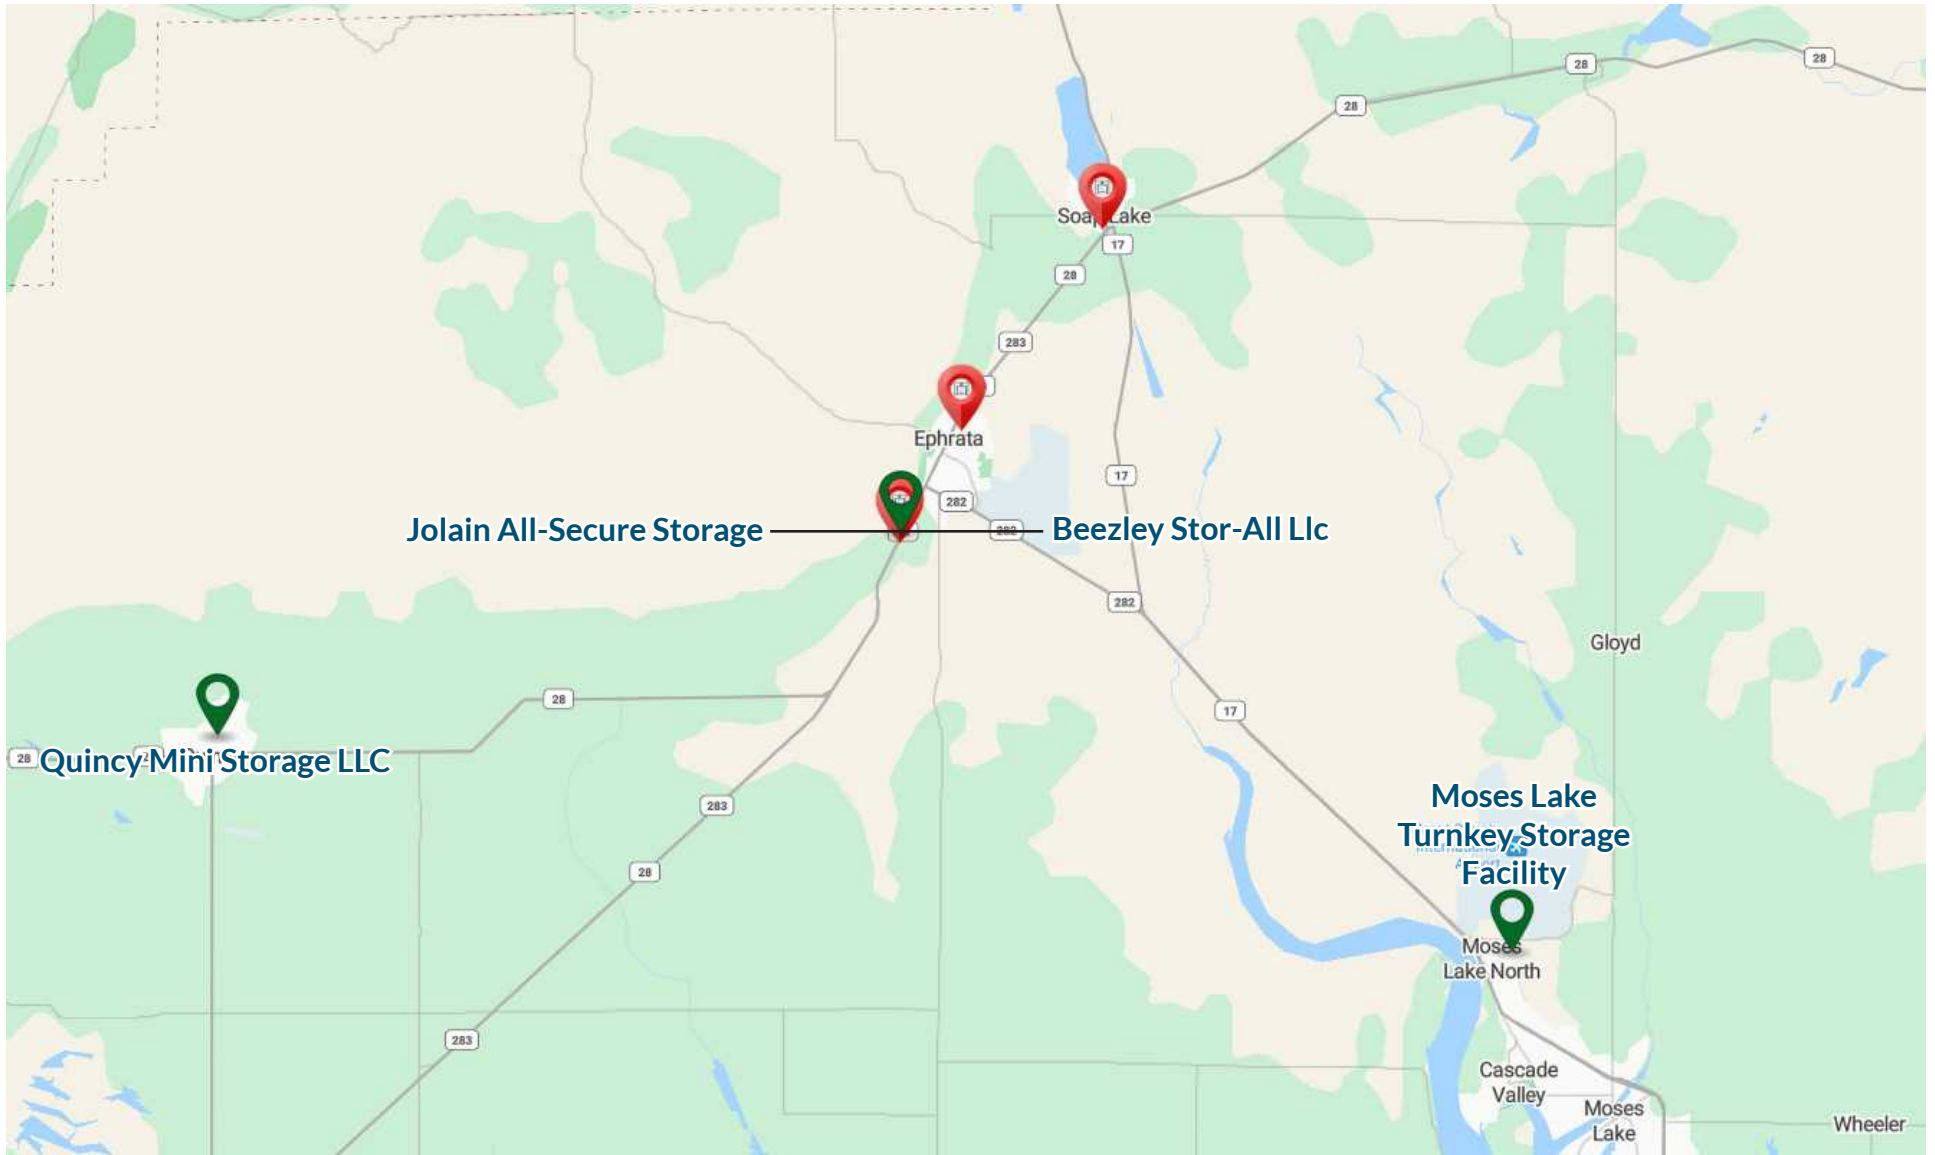 28
28
28
Soap Lake
17
28
283
Ephrata
17
282
282
Jolain All-Secure Storage
Beezley Stor-All Llc
282
Gloyd
28
17
28
Quincy Mini Storage LLC
283
Moses Lake
Turnkey Storage
Facility
28
Moses
Lake North
283
Cascade
Valley
Moses
Lake
Wheeler